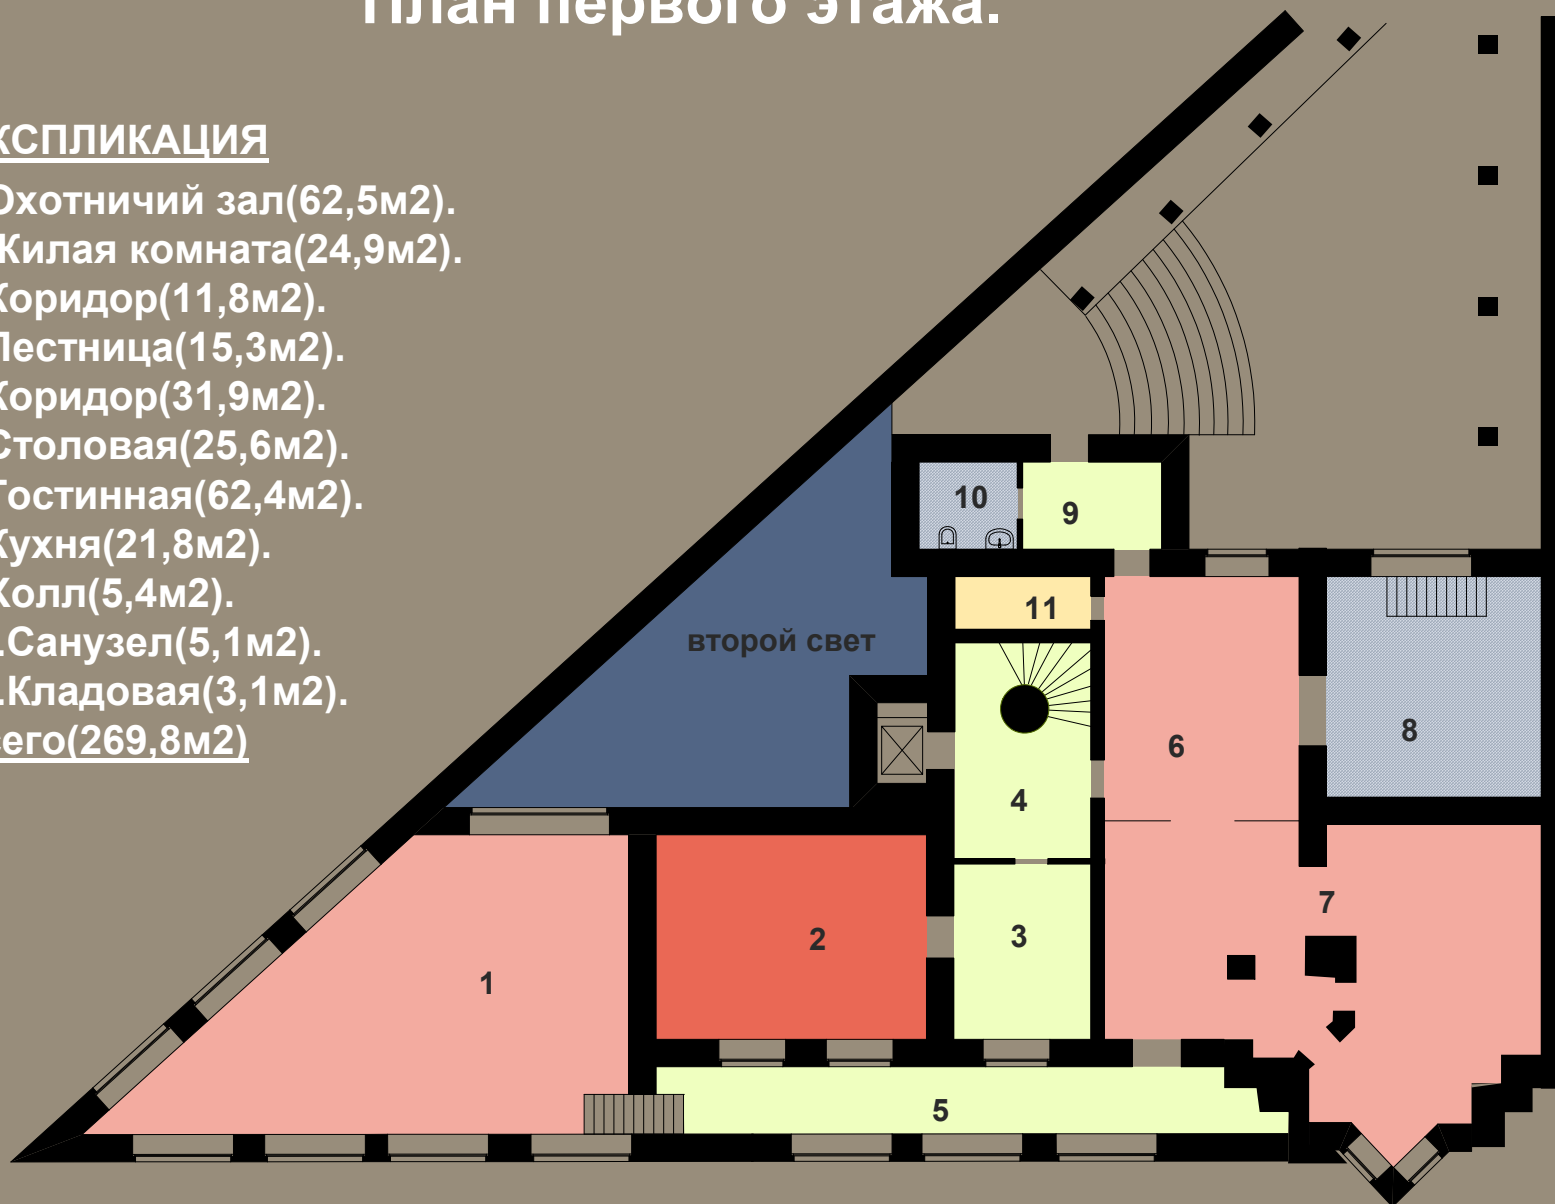 План первого этажа.
КСПЛИКАЦИЯ
Охотничий зал(62,5м2).
Жилая комната(24,9м2).
Коридор(11,8м2).
Лестница(15,3м2).
Коридор(31,9м2).
Столовая(25,6м2).
Гостинная(62,4м2).
Кухня(21,8м2).
Холл(5,4м2).
.Санузел(5,1м2).
.Кладовая(3,1м2).
сего(269,8м2)
10
9
11
второй свет
6
8
4
7
2
3
1
5